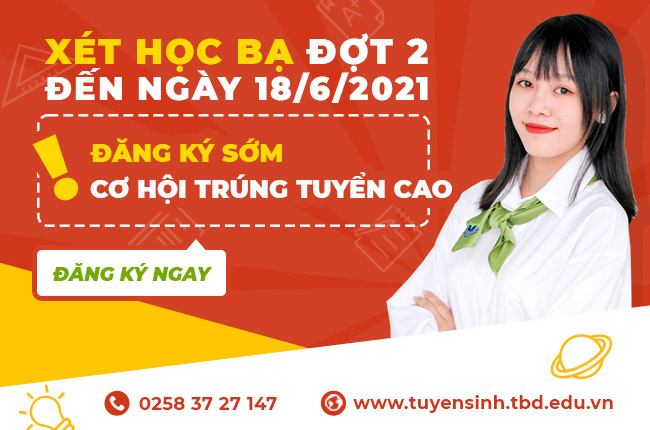 XÉT HỌC BẠ ĐỢT 2
ĐẾN NGÀY 18/6/2021
! ĐĂNG KÝ SỚM
CƠ HỘI TRÚNG TUYỂN CAO
ĐĂNG KÝ NGAY
0258 37 27 147
www.tuyensinh.tbd.edu.vn